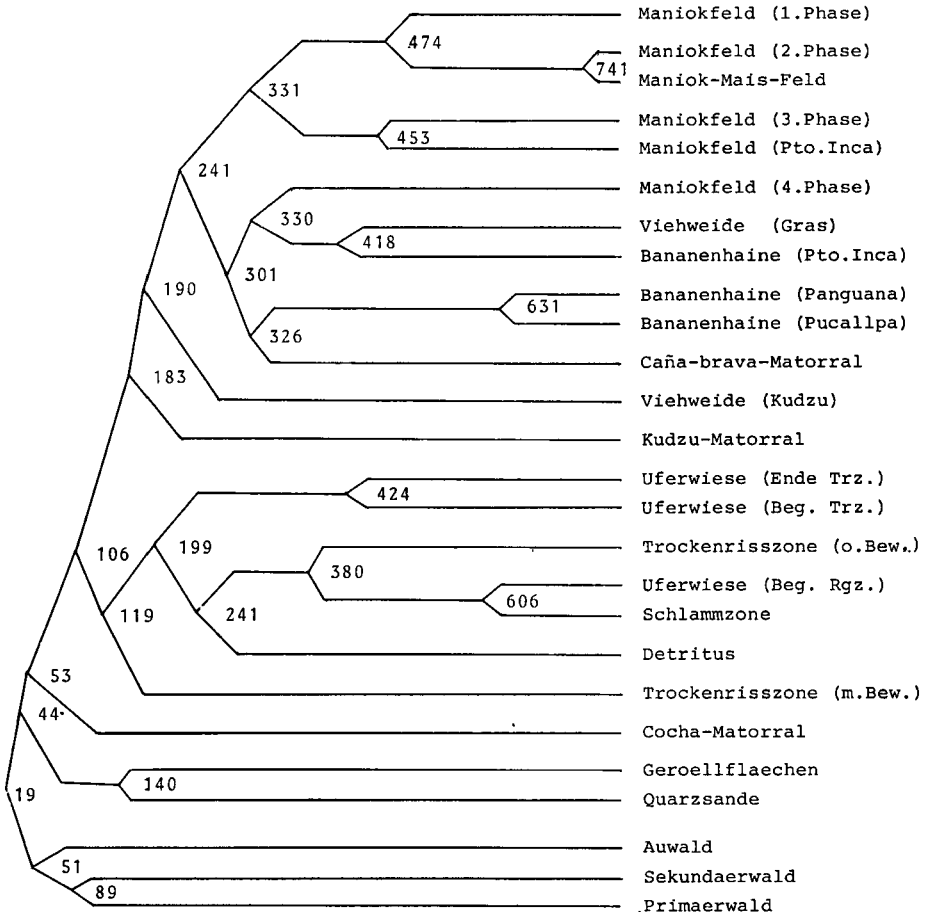 Maniokfeld (1.Phase)
474
Maniokfeld (2.Phase)
741
Maniok-Mais-Feld
331
Maniokfeld (3.Phase)
453
Maniokfeld (Pto.Inca)
241
Maniokfeld (4.Phase)
330
Viehweide (Gras)
418
Bananenhaine (Pto.Inca)
301
190
Bananenhaine (Panguana)
631
Bananenhaine (Pucallpa)
326
Caña-brava-Matorral
183
Viehweide (Kudzu)
Kudzu-Matorral
Uferwiese (Ende Trz.)
424
Uferwiese (Beg. Trz.)
106
199
Trockenrisszone (o.Bew.)
380
Uferwiese (Beg. Rgz.)
606
119
241
Schlammzone
Detritus
53
Trockenrisszone (m.Bew.)
44
Cocha-Matorral
Geroellflaechen
140
19
Quarzsande
Auwald
51
Sekundaerwald
89
Primaerwald